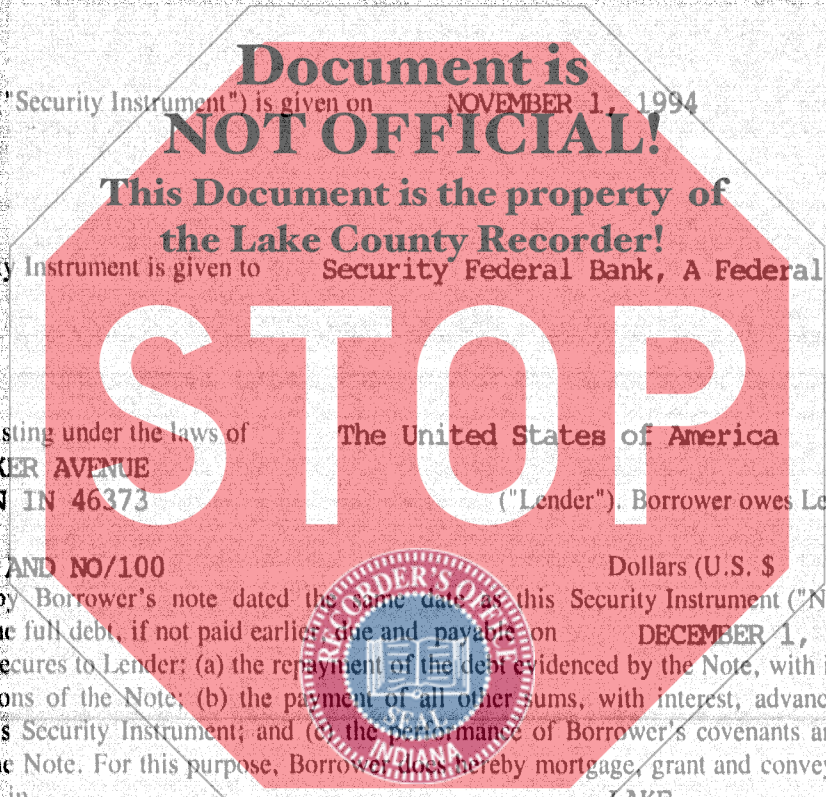 Document is
"Security Instrument") is given on NOVEMBER 1, 1994
NOT OFFICIAL!
This Document is the property of
the Lake County Recorder!
y Instrument is given to Security Federal Bank, A Federal
STOP
sting under the laws of The United States of America
KER AVENUE
N IN 46373 ("Lender"). Borrower owes Le
AND NO/100 Dollars (U.S. $
by Borrower's note dated the same date as this Security Instrument ("N
e full debt, if not paid earlier, due and payable on DECEMBER 1,
ecures to Lender: (a) the repayment of the debt evidenced by the Note, with i
ons of the Note; (b) the payment of all other sums, with interest, advanc
s Security Instrument; and (c) the performance of Borrower's covenants a
e Note. For this purpose, Borrower does hereby mortgage, grant and convey
in LAKE
RECORDER'S OFFICE
SEAL
INDIANA